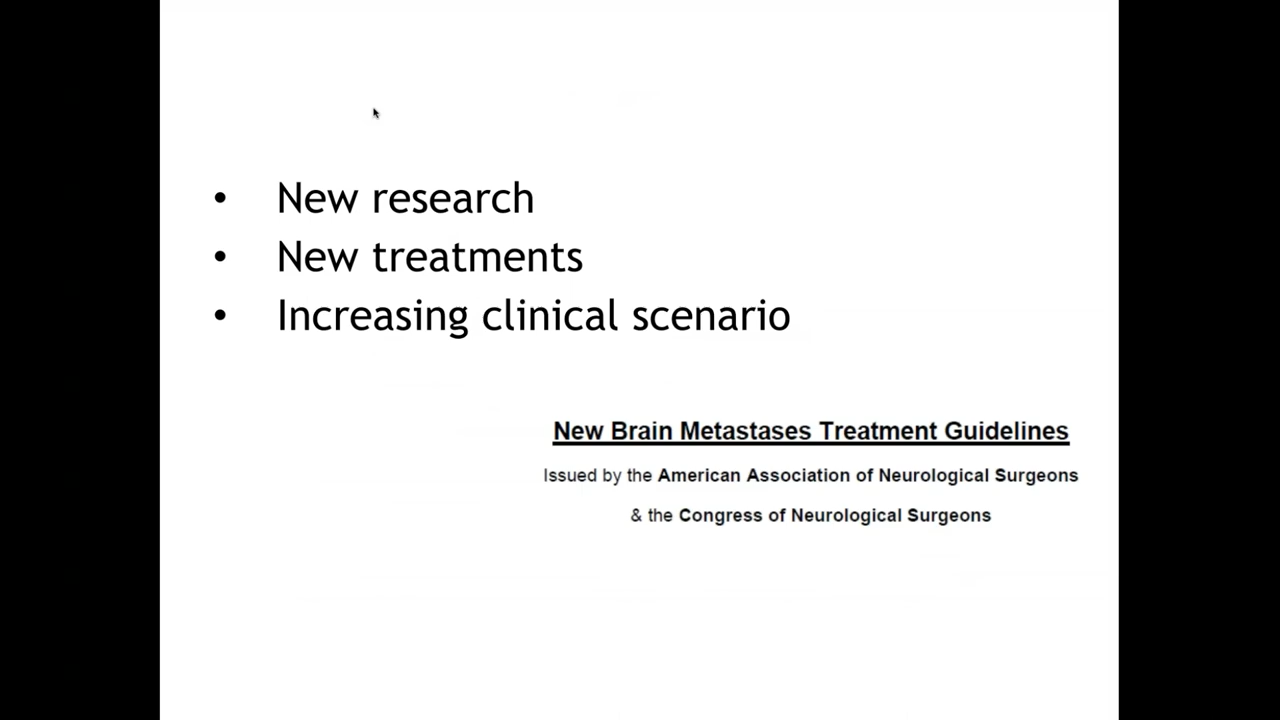 • New research
• New treatments
• Increasing clinical scenario
New Brain Metastases Treatment Guidelines
Issued by the American Association of Neurological Surgeons
& the Congress of Neurological Surgeons